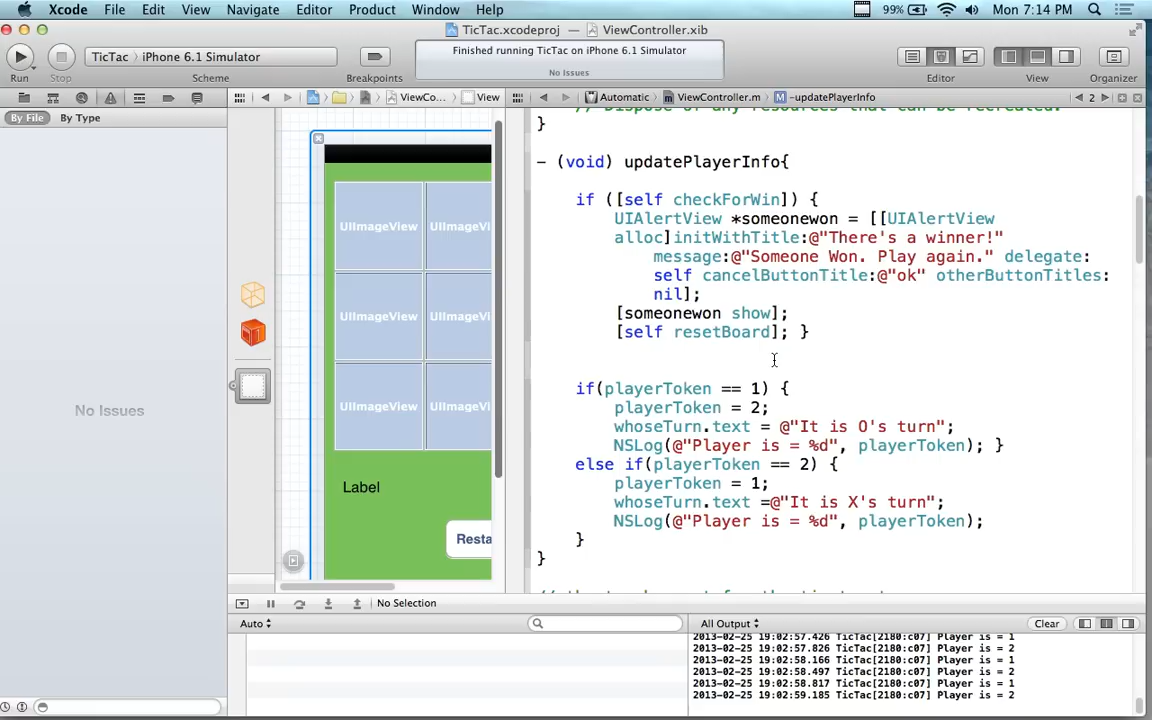 Xcode File Edit View Navigate Editor Product Window Help 99% Mon 7:14 PM
TicTac.xcodeproj — ViewController.xib
TicTac iPhone 6.1 Simulator
Finished running TicTac on iPhone 6.1 Simulator
No Issues
Run Stop Scheme Breakpoints Editor View Organizer
ViewCo... View Automatic ViewController.m -updatePlayerInfo 2
By File By Type
// Dispose of any resources that can be recreated.
}
- (void) updatePlayerInfo{
if ([self checkForWin]) {
UIAlertView *someonewon = [[UIAlertView
alloc]initWithTitle:@"There's a winner!"
message:@"Someone Won. Play again." delegate:
self cancelButtonTitle:@"ok" otherButtonTitles:
nil];
[someonewon show];
[self resetBoard]; }
if(playerToken == 1) {
playerToken = 2;
whoseTurn.text = @"It is O's turn";
NSLog(@"Player is = %d", playerToken); }
else if(playerToken == 2) {
playerToken = 1;
whoseTurn.text =@"It is X's turn";
NSLog(@"Player is = %d", playerToken);
}
}
No Issues
UIImageView UIImageVi
UIImageView UIImageVi
UIImageView UIImageVi
Label
Resta
No Selection
Auto
All Output Clear
2013-02-25 19:02:57.426 TicTac[2180:c07] Player is = 1
2013-02-25 19:02:57.826 TicTac[2180:c07] Player is = 2
2013-02-25 19:02:58.166 TicTac[2180:c07] Player is = 1
2013-02-25 19:02:58.497 TicTac[2180:c07] Player is = 2
2013-02-25 19:02:58.817 TicTac[2180:c07] Player is = 1
2013-02-25 19:02:59.185 TicTac[2180:c07] Player is = 2